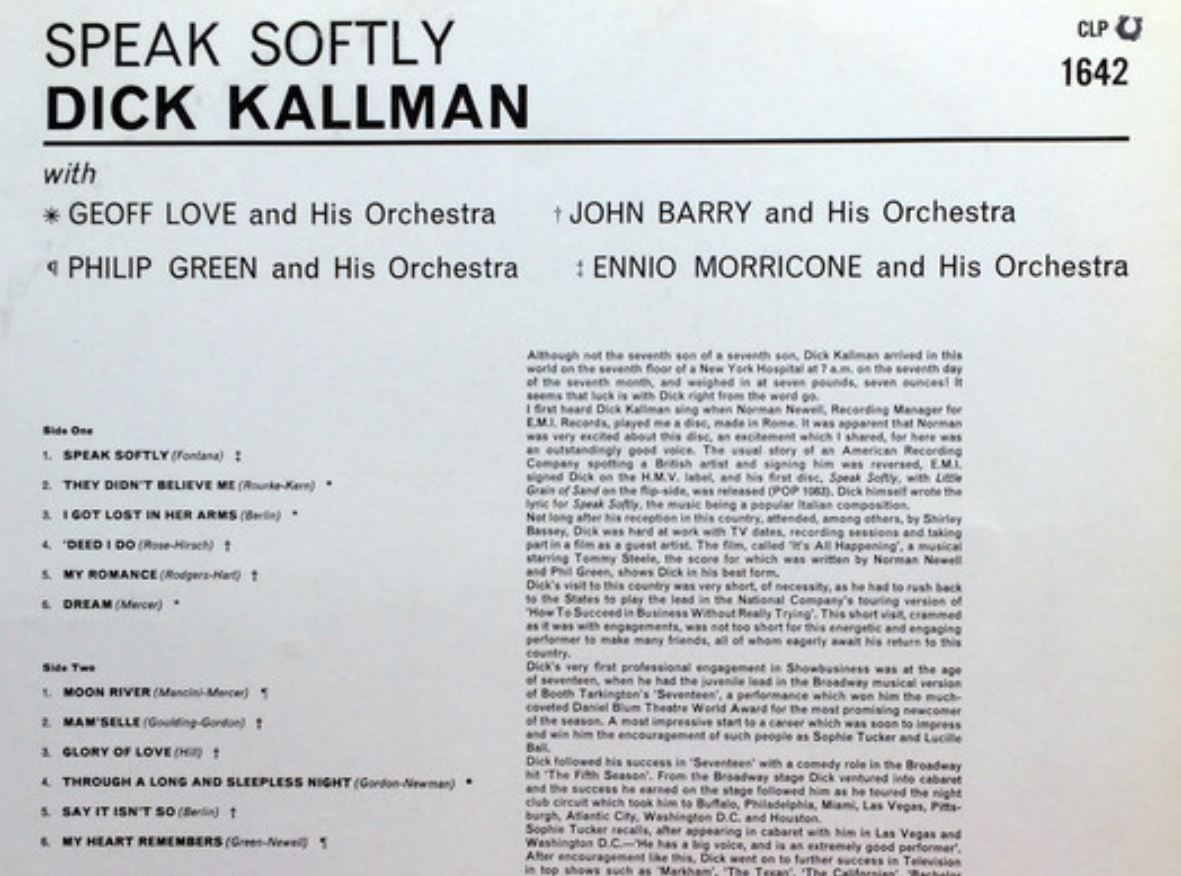 SPEAK SOFTLY
DICK KALLMAN
CLP
1642
with
* GEOFF LOVE and His Orchestra
† JOHN BARRY and His Orchestra
¶ PHILIP GREEN and His Orchestra
‡ ENNIO MORRICONE and His Orchestra
Side One
1. SPEAK SOFTLY (Fontana) ‡
2. THEY DIDN'T BELIEVE ME (Rourke-Kern) *
3. I GOT LOST IN HER ARMS (Berlin) *
4. 'DEED I DO (Rose-Hirsch) †
5. MY ROMANCE (Rodgers-Hart) †
6. DREAM (Mercer) *
Side Two
1. MOON RIVER (Mancini-Mercer) ¶
2. MAM'SELLE (Goulding-Gordon) †
3. GLORY OF LOVE (Hill) †
4. THROUGH A LONG AND SLEEPLESS NIGHT (Gordon-Newman) *
5. SAY IT ISN'T SO (Berlin) †
6. MY HEART REMEMBERS (Green-Newell) ¶
Although not the seventh son of a seventh son, Dick Kallman arrived in this
world on the seventh floor of a New York Hospital at 7 a.m. on the seventh day
of the seventh month, and weighed in at seven pounds, seven ounces! It
seems that luck is with Dick right from the word go.
I first heard Dick Kallman sing when Norman Newell, Recording Manager for
E.M.I. Records, played me a disc, made in Rome. It was apparent that Norman
was very excited about this disc, an excitement which I shared, for here was
an outstandingly good voice. The usual story of an American Recording
Company spotting a British artist and signing him was reversed, E.M.I.
signed Dick on the H.M.V. label, and his first disc, Speak Softly, with Little
Grain of Sand on the flip-side, was released (POP 1083). Dick himself wrote the
lyric for Speak Softly, the music being a popular Italian composition.
Not long after his reception in this country, attended, among others, by Shirley
Bassey, Dick was hard at work with TV dates, recording sessions and taking
part in a film as a guest artist. The film, called 'It's All Happening', a musical
starring Tommy Steele, the score for which was written by Norman Newell
and Phil Green, shows Dick in his best form.
Dick's visit to this country was very short, of necessity, as he had to rush back
to the States to play the lead in the National Company's touring version of
'How To Succeed in Business Without Really Trying'. This short visit, crammed
as it was with engagements, was not too short for this energetic and engaging
performer to make many friends, all of whom eagerly await his return to this
country.
Dick's very first professional engagement in Showbusiness was at the age
of seventeen, when he had the juvenile lead in the Broadway musical version
of Booth Tarkington's 'Seventeen', a performance which won him the much-
coveted Daniel Blum Theatre World Award for the most promising newcomer
of the season. A most impressive start to a career which was soon to impress
and win him the encouragement of such people as Sophie Tucker and Lucille
Ball.
Dick followed his success in 'Seventeen' with a comedy role in the Broadway
hit 'The Fifth Season'. From the Broadway stage Dick ventured into cabaret
and the success he earned on the stage followed him as he toured the night
club circuit which took him to Buffalo, Philadelphia, Miami, Las Vegas, Pitts-
burgh, Atlantic City, Washington D.C. and Houston.
Sophie Tucker recalls, after appearing in cabaret with him in Las Vegas and
Washington D.C.—'He has a big voice, and is an extremely good performer'.
After encouragement like this, Dick went on to further success in Television
in top shows such as 'Markham', 'The Texan', 'The Californian', 'Bachelor